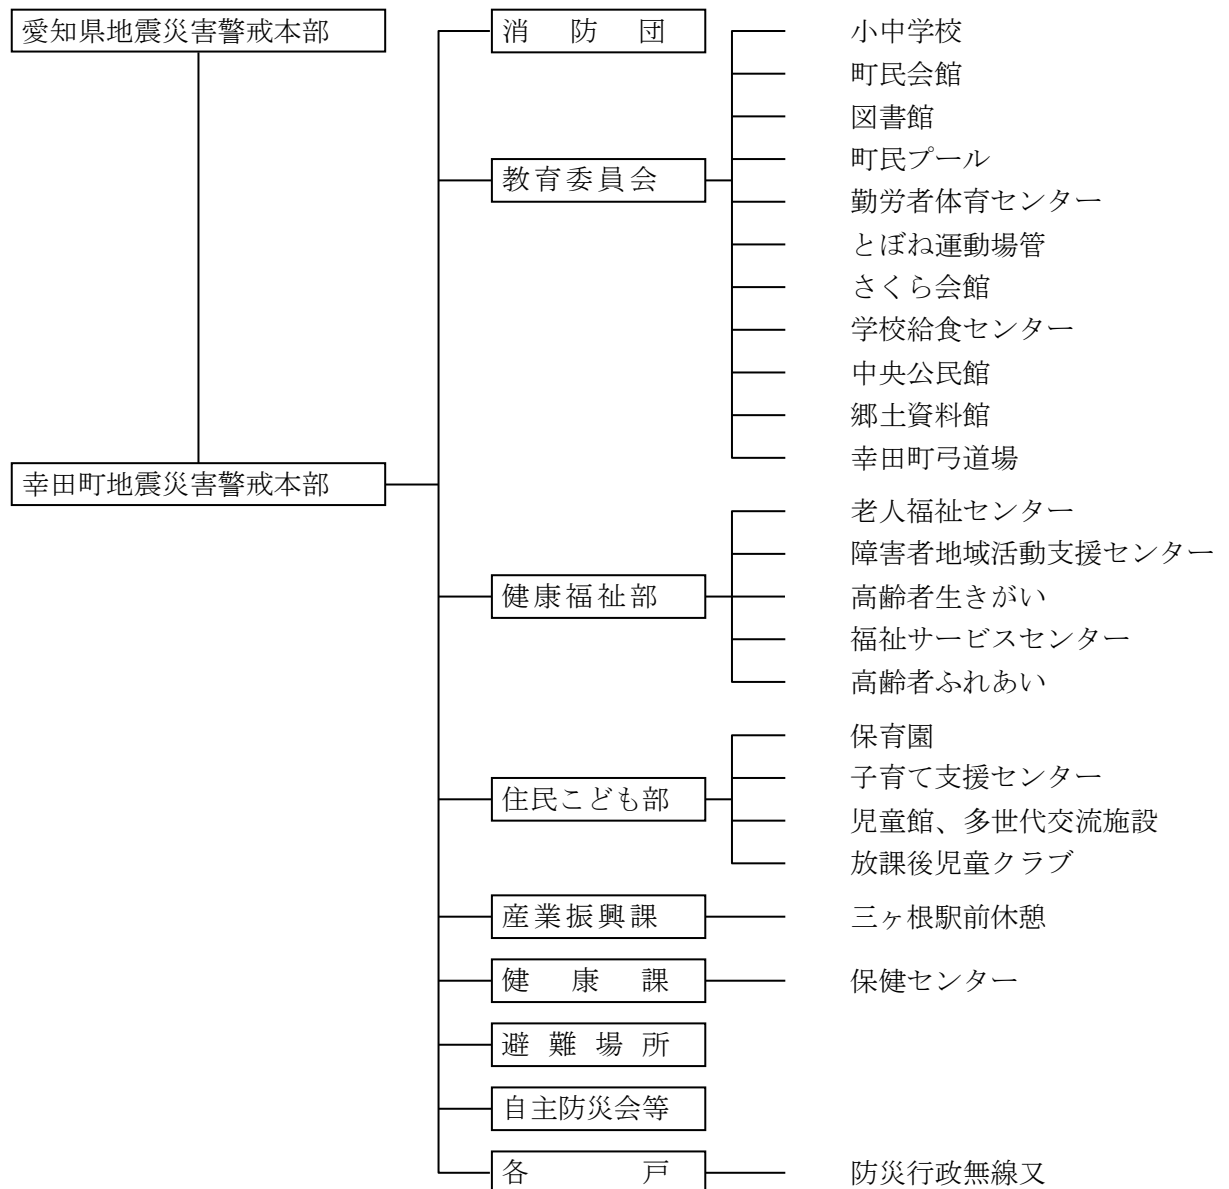 愛知県地震災害警戒本部
幸田町地震災害警戒本部
消防団
教育委員会
小中学校
町民会館
図書館
町民プール
勤労者体育センター
とぼね運動場管
さくら会館
学校給食センター
中央公民館
郷土資料館
幸田町弓道場
健康福祉部
老人福祉センター
障害者地域活動支援センター
高齢者生きがい
福祉サービスセンター
高齢者ふれあい
住民こども部
保育園
子育て支援センター
児童館、多世代交流施設
放課後児童クラブ
産業振興課
三ヶ根駅前休憩
健康課
保健センター
避難場所
自主防災会等
各戸
防災行政無線又